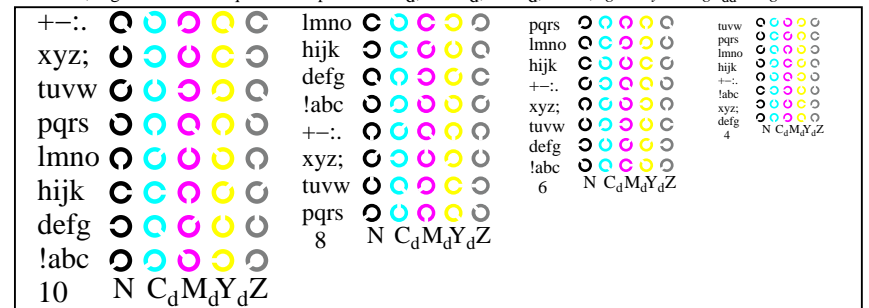 +−:.
xyz;
tuvw
pqrs
lmno
hijk
defg
!abc
10 N CdMdYdZ
lmno
hijk
defg
!abc
+−:.
xyz;
tuvw
pqrs
8 N CdMdYdZ
pqrs
lmno
hijk
+−:.
xyz;
tuvw
defg
!abc
6 N CdMdYdZ
tuvw
pqrs
lmno
hijk
+−:.
!abc
xyz;
defg
4 N CdMdYdZ